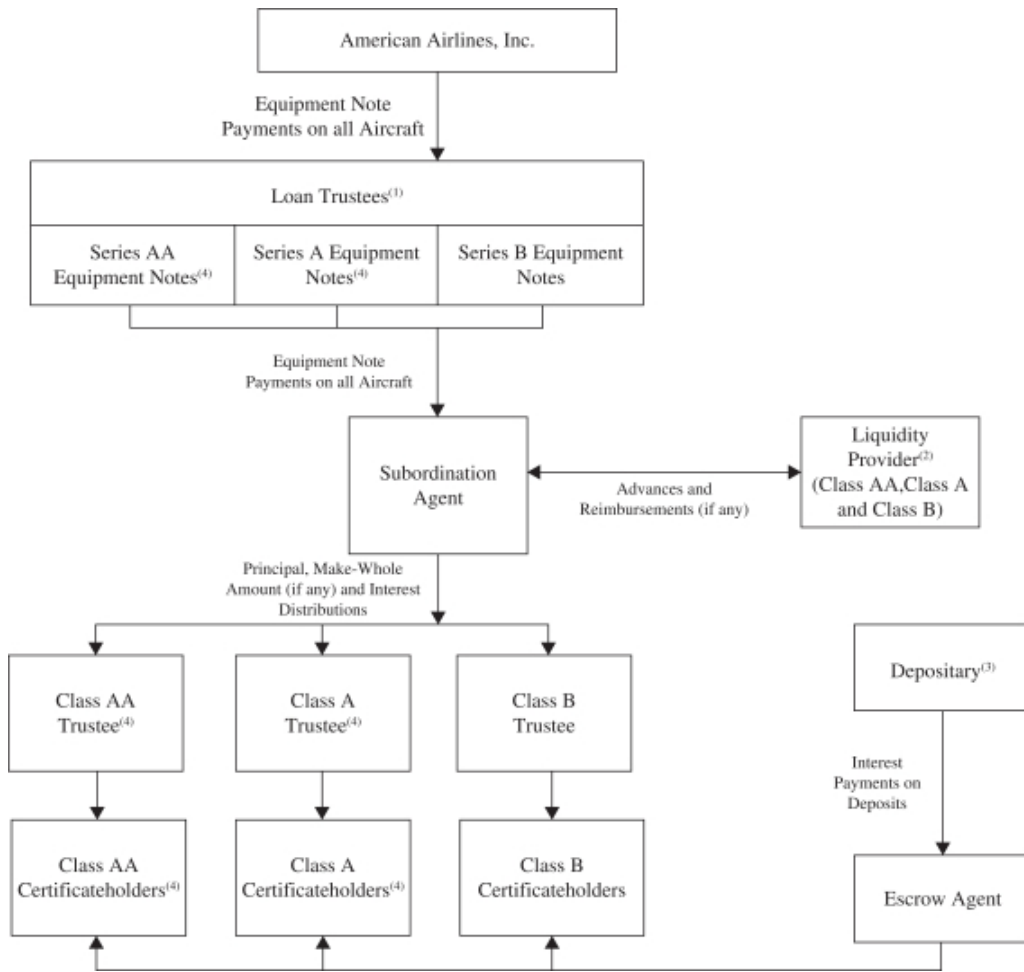 American Airlines, Inc.
Equipment Note
Payments on all Aircraft
Loan Trustees(1)
Series AA
Equipment Notes(4)
Series A Equipment
Notes(4)
Series B Equipment
Notes
Equipment Note
Payments on all Aircraft
Subordination
Agent
Advances and
Reimbursements (if any)
Liquidity
Provider(2)
(Class AA,Class A
and Class B)
Principal, Make-Whole
Amount (if any) and Interest
Distributions
Class AA
Trustee(4)
Class A
Trustee(4)
Class B
Trustee
Depositary(3)
Interest
Payments on
Deposits
Class AA
Certificateholders(4)
Class A
Certificateholders(4)
Class B
Certificateholders
Escrow Agent